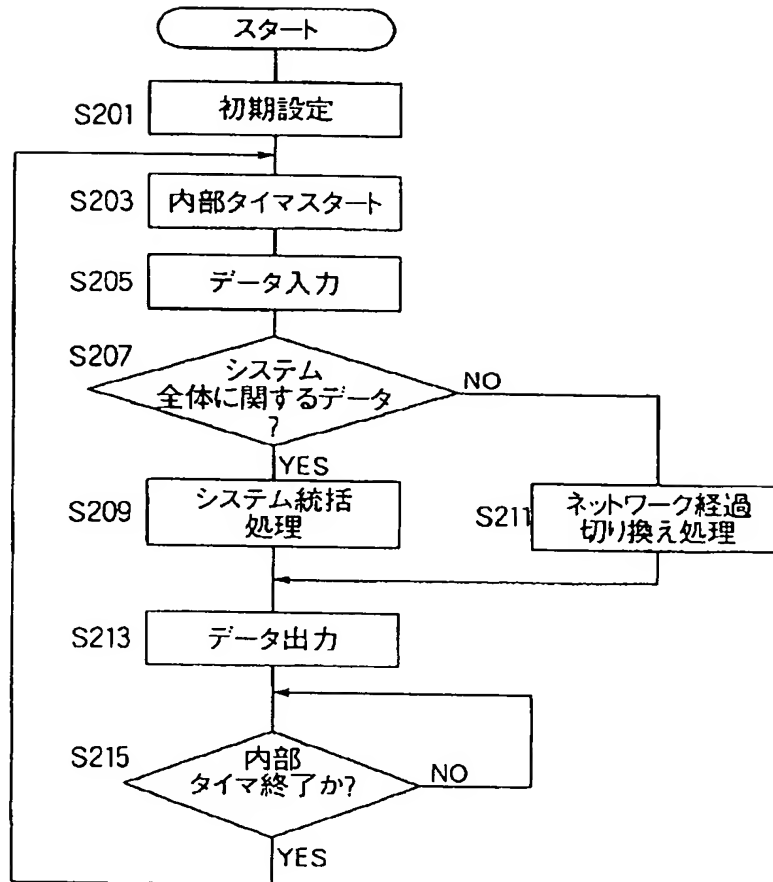 スタート
S201
初期設定
S203
内部タイマスタート
S205
データ入力
S207
システム
全体に関するデータ
?
NO
YES
S209
システム統括
処理
S211
ネットワーク経過
切り換え処理
S213
データ出力
S215
内部
タイマ終了か?
NO
YES